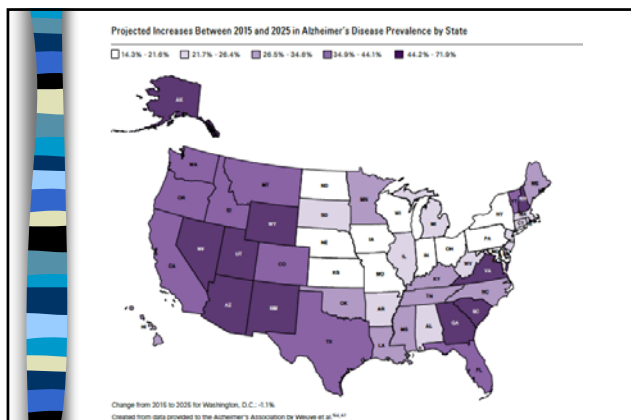 Projected Increases Between 2015 and 2025 in Alzheimer's Disease Prevalence by State
14.3% - 21.6% 21.7% - 26.4% 26.5% - 34.8% 34.9% - 44.1% 44.2% - 71.9%
AK
WA
MT
ND
MN
ME
OR
ID
WY
SD
WI
MI
NY
NE
IA
PA
NV
UT
CO
IL
IN
OH
WV
VA
CA
KS
MO
KY
NC
TN
AZ
NM
OK
AR
SC
MS
AL
GA
TX
LA
FL
HI
Change from 2015 to 2025 for Washington, D.C.: -1.1%
Created from data provided to the Alzheimer's Association by Weuve et al.